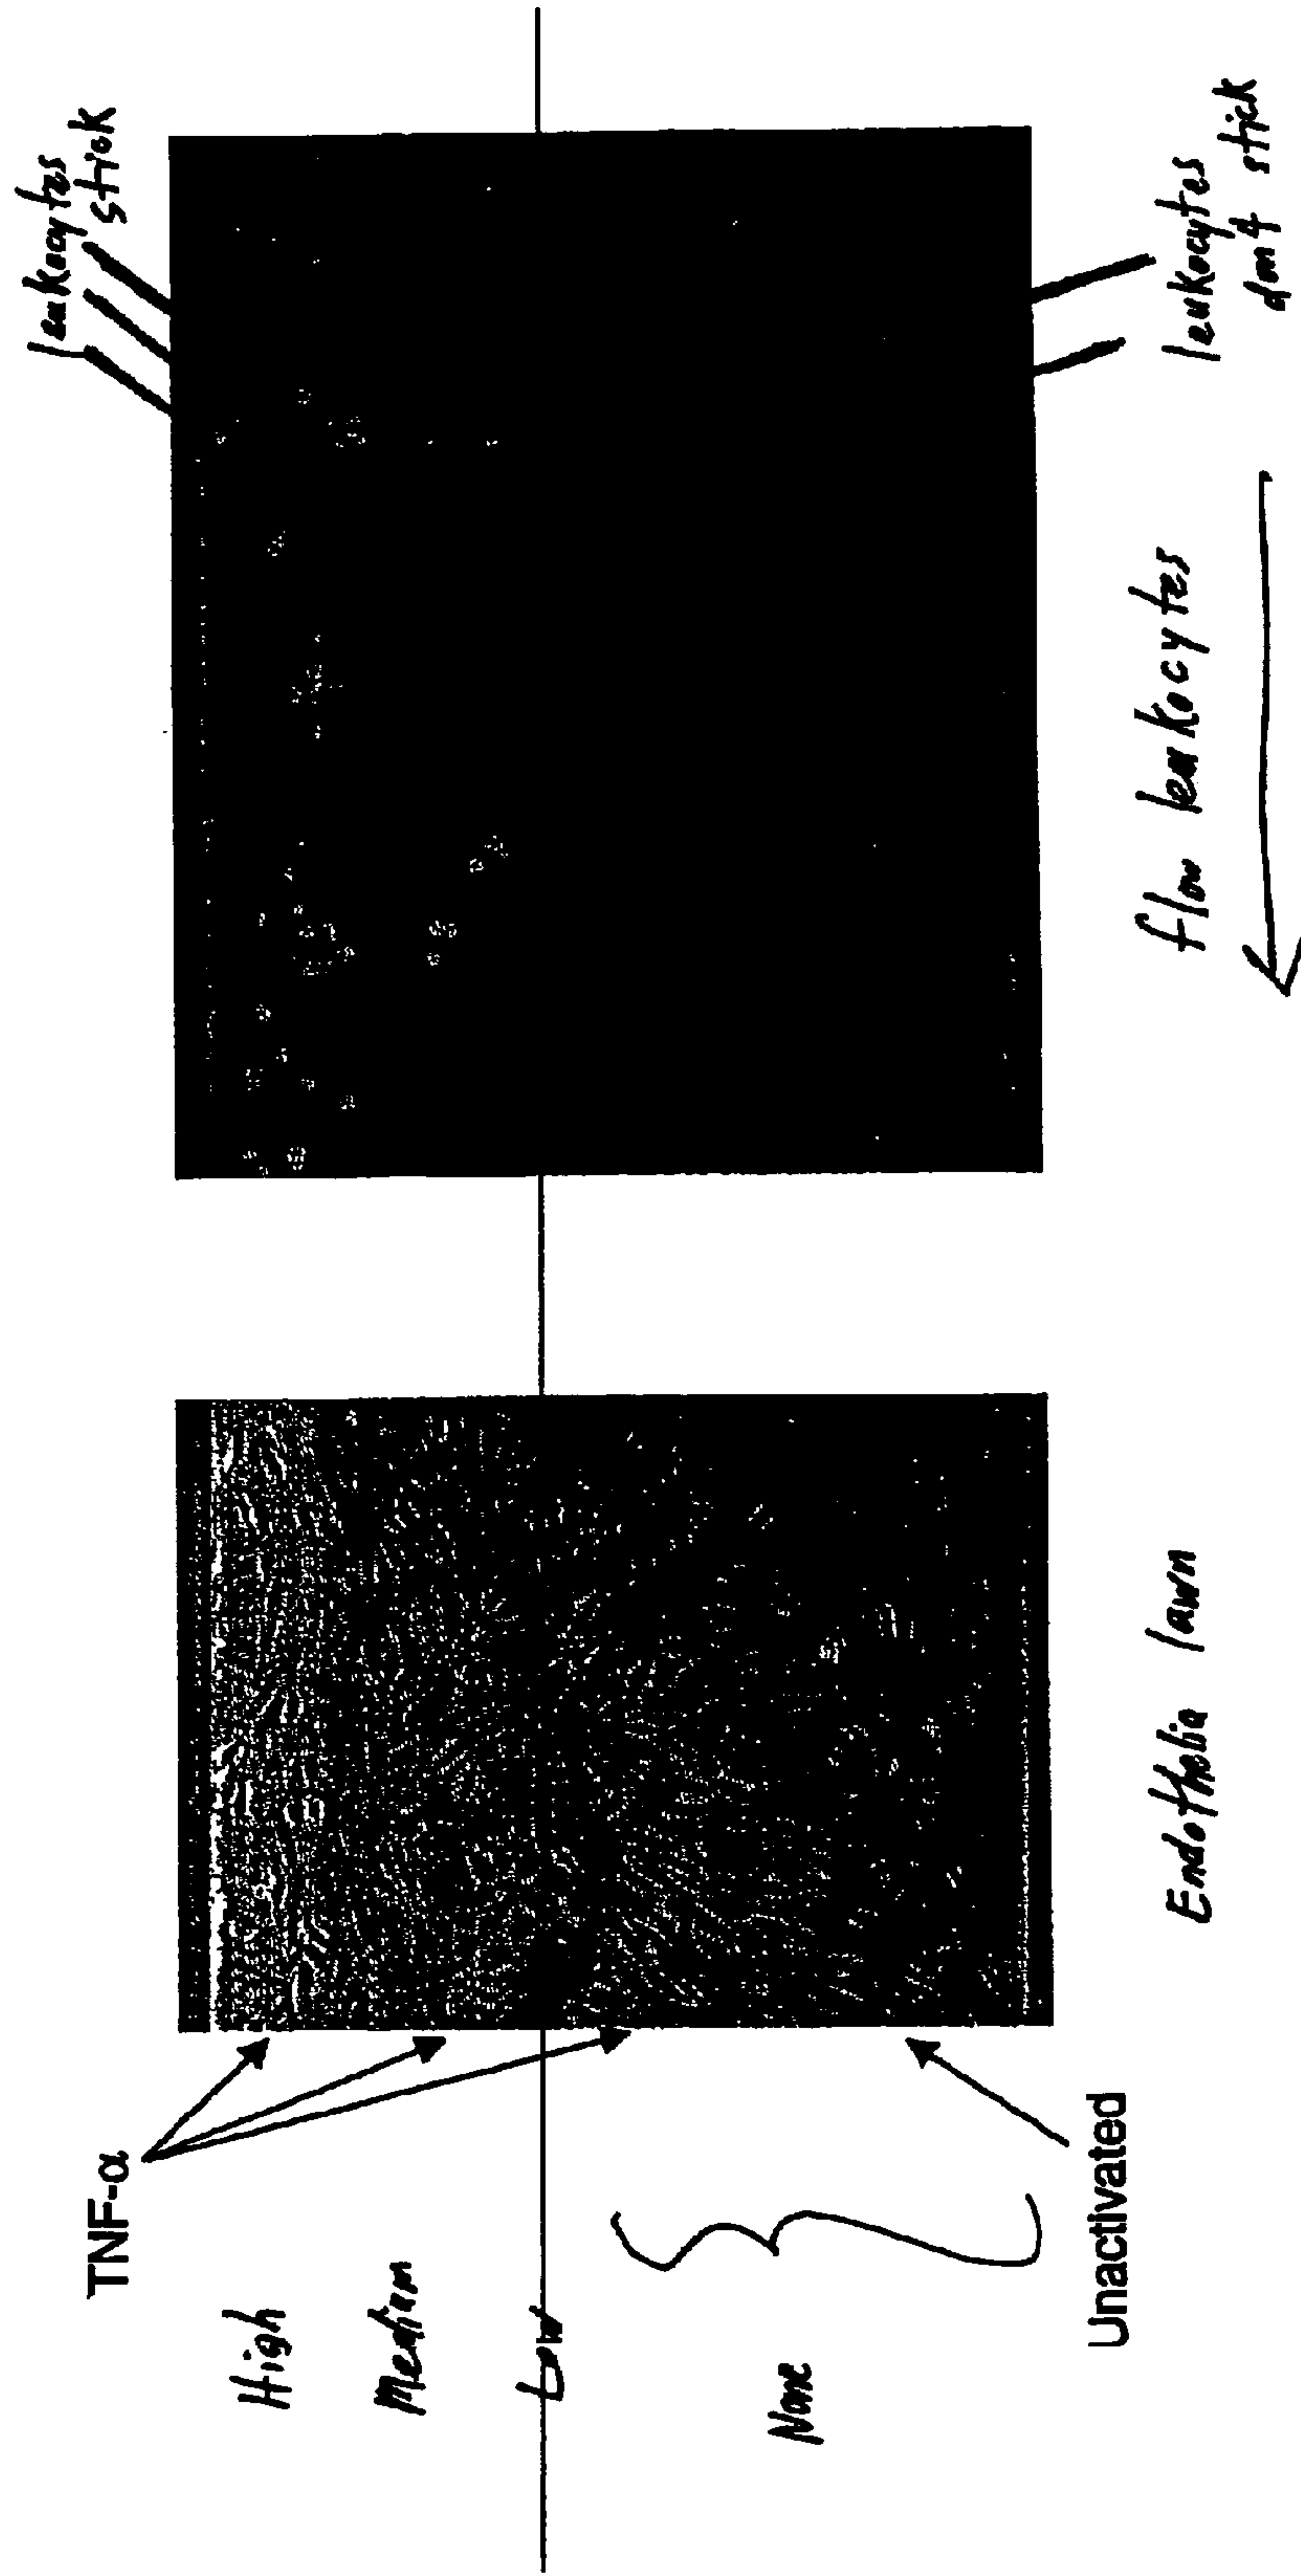 TNF-α
High
Medium
Low
None
Unactivated
Endothelia lawn
leukocytes
stick
flow leukocytes
leukocytes
don't stick